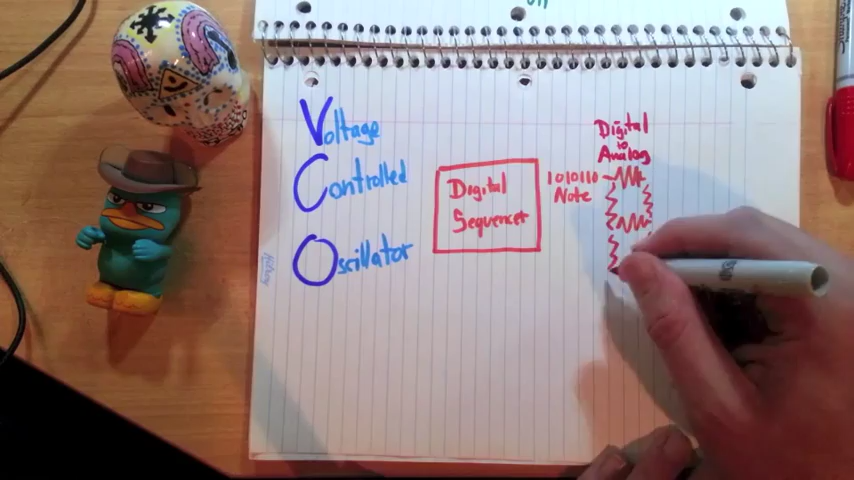 Voltage
Controlled
Oscillator
Digital
Sequencer
1010110
Note
Digital
to
Analog